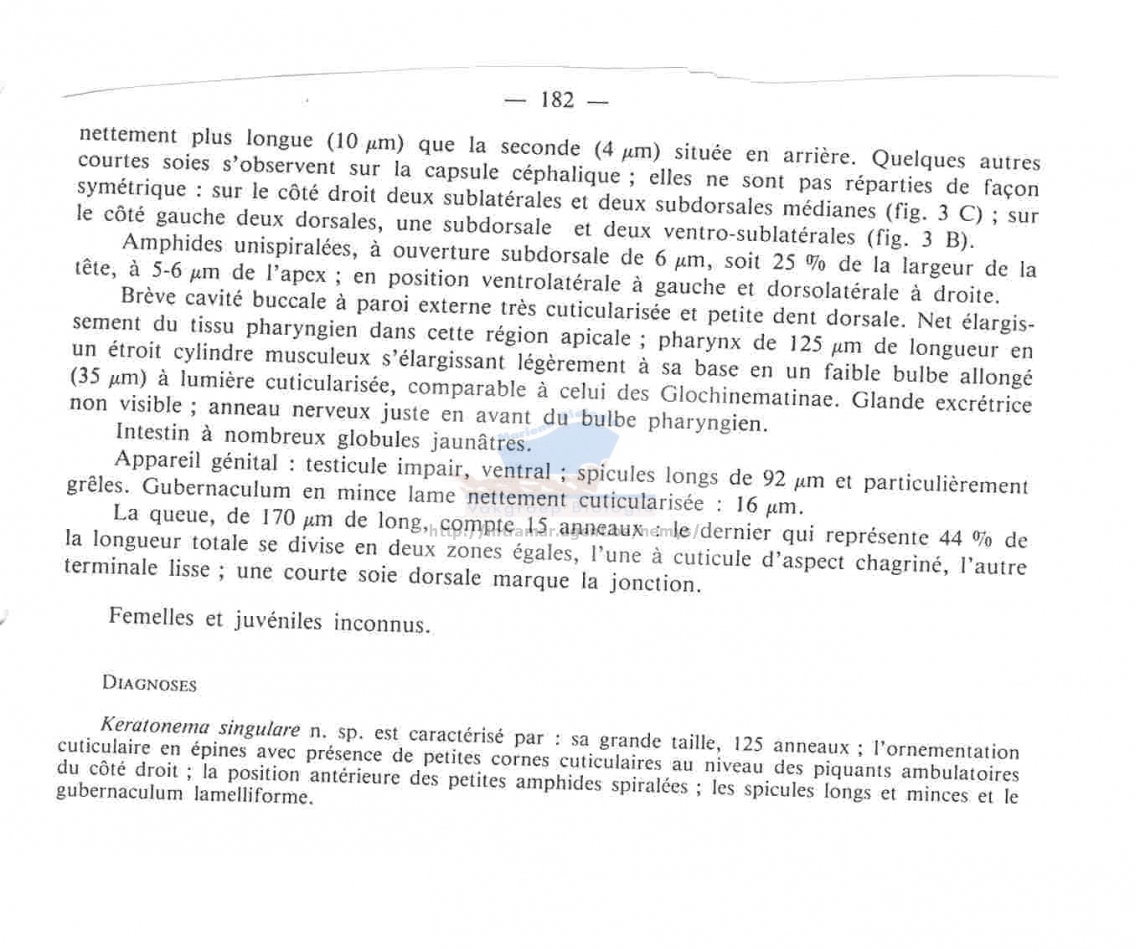 — 182 —
nettement plus longue (10 µm) que la seconde (4 µm) située en arrière. Quelques autres
courtes soies s'observent sur la capsule céphalique ; elles ne sont pas réparties de façon
symétrique : sur le côté droit deux sublatérales et deux subdorsales médianes (fig. 3 C) ; sur
le côté gauche deux dorsales, une subdorsale et deux ventro-sublatérales (fig. 3 B).
Amphides unispiralées, à ouverture subdorsale de 6 µm, soit 25 % de la largeur de la
tête, à 5-6 µm de l'apex ; en position ventrolatérale à gauche et dorsolatérale à droite.
Brève cavité buccale à paroi externe très cuticularisée et petite dent dorsale. Net élargis-
sement du tissu pharyngien dans cette région apicale ; pharynx de 125 µm de longueur en
un étroit cylindre musculeux s'élargissant légèrement à sa base en un faible bulbe allongé
(35 µm) à lumière cuticularisée, comparable à celui des Glochinematinae. Glande excrétrice
non visible ; anneau nerveux juste en avant du bulbe pharyngien.
Intestin à nombreux globules jaunâtres.
Appareil génital : testicule impair, ventral ; spicules longs de 92 µm et particulièrement
grêles. Gubernaculum en mince lame nettement cuticularisée : 16 µm.
La queue, de 170 µm de long, compte 15 anneaux : le dernier qui représente 44 % de
la longueur totale se divise en deux zones égales, l'une à cuticule d'aspect chagriné, l'autre
terminale lisse ; une courte soie dorsale marque la jonction.
Femelles et juvéniles inconnus.
DIAGNOSES
Keratonema singulare n. sp. est caractérisé par : sa grande taille, 125 anneaux ; l'ornementation
cuticulaire en épines avec présence de petites cornes cuticulaires au niveau des piquants ambulatoires
du côté droit ; la position antérieure des petites amphides spiralées ; les spicules longs et minces et le
gubernaculum lamelliforme.